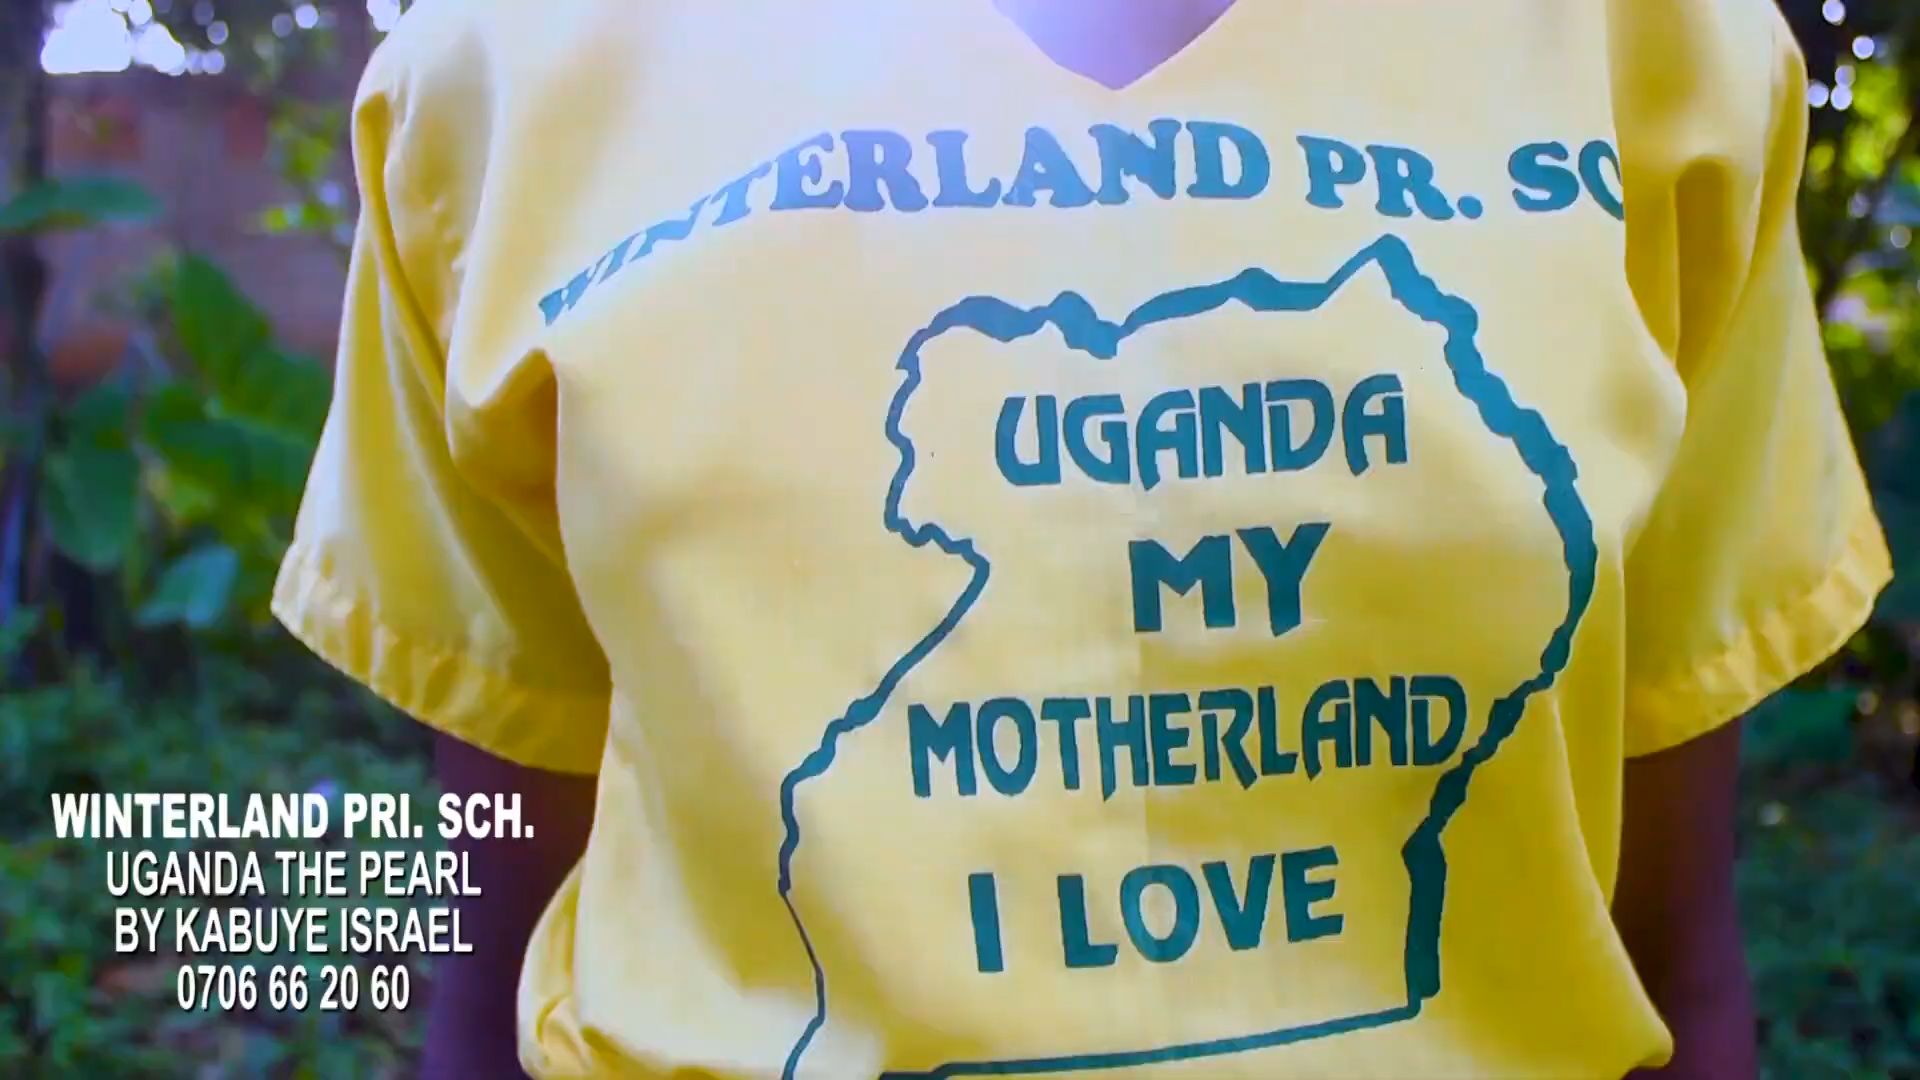 WINTERLAND PR. SC
UGANDA
MY
MOTHERLAND
I LOVE
WINTERLAND PRI. SCH.
UGANDA THE PEARL
BY KABUYE ISRAEL
0706 66 20 60